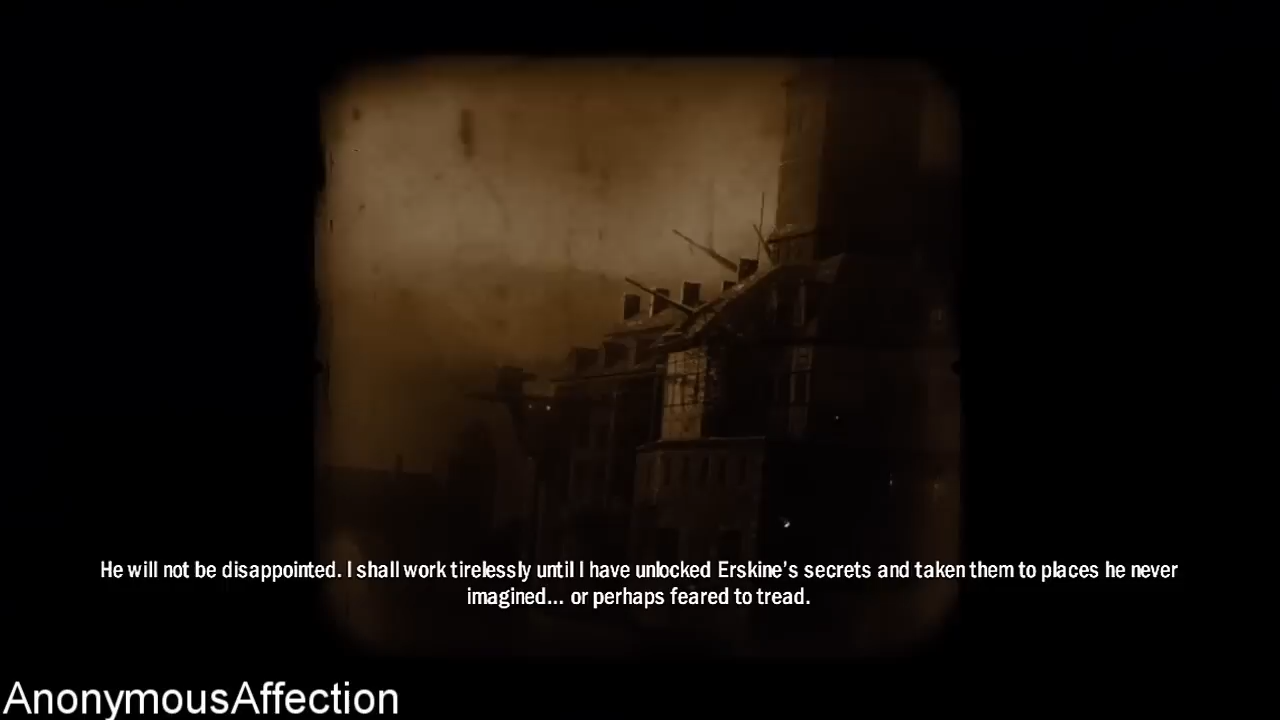 He will not be disappointed. I shall work tirelessly until I have unlocked Erskine's secrets and taken them to places he never
imagined... or perhaps feared to tread.
AnonymousAffection